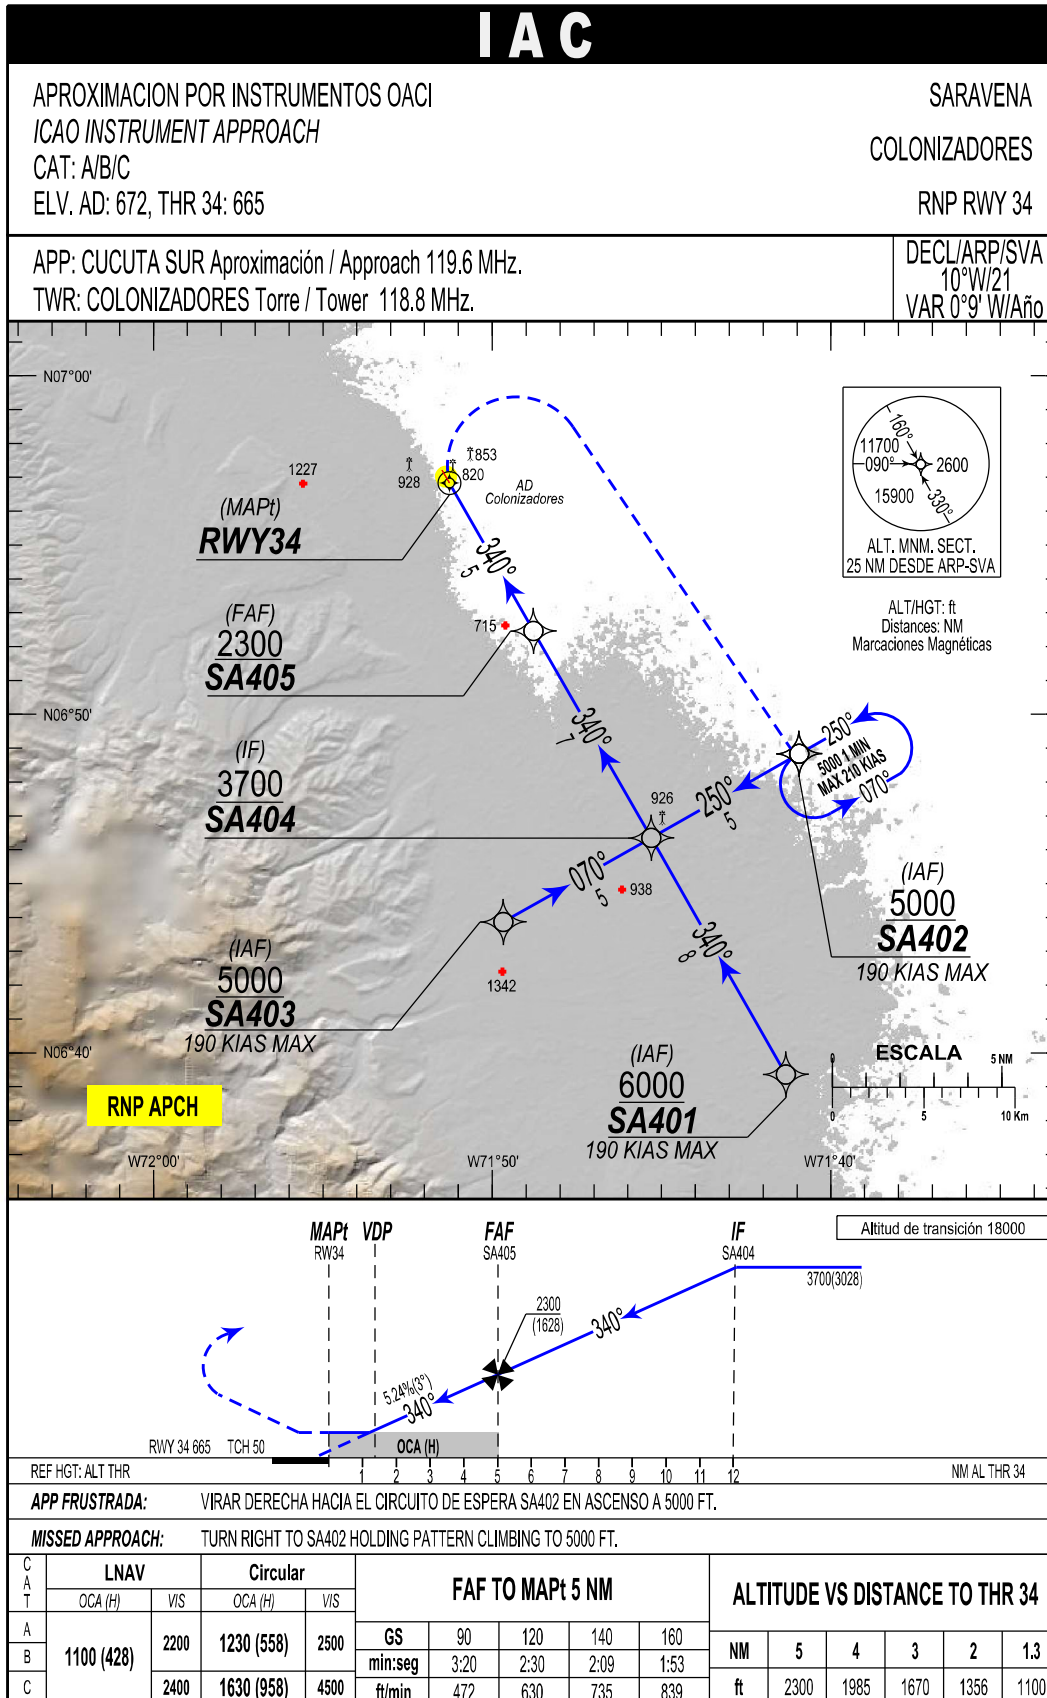 IAC
APROXIMACION POR INSTRUMENTOS OACI
ICAO INSTRUMENT APPROACH
CAT: A/B/C
ELV. AD: 672, THR 34: 665
SARAVENA
COLONIZADORES
RNP RWY 34
APP: CUCUTA SUR Aproximación / Approach 119.6 MHz.
TWR: COLONIZADORES Torre / Tower 118.8 MHz.
DECL/ARP/SVA
10°W/21
VAR 0°9' W/Año
N07°00'
1227
928
853
820
AD
Colonizadores
(MAPt)
RWY34
340°
5
160°
11700
090°
2600
15900
330°
ALT. MNM. SECT.
25 NM DESDE ARP-SVA
ALT/HGT: ft
Distances: NM
Marcaciones Magnéticas
(FAF)
2300
SA405
715
N06°50'
340°
7
250°
5000 1 MIN
MAX 210 KIAS
070°
(IF)
3700
SA404
926
250°
5
070°
5
938
(IAF)
5000
SA402
190 KIAS MAX
(IAF)
5000
SA403
190 KIAS MAX
1342
340°
8
N06°40'
(IAF)
6000
SA401
190 KIAS MAX
ESCALA
0
5 NM
0
5
10 Km
RNP APCH
W72°00'
W71°50'
W71°40'
MAPt
RW34
VDP
FAF
SA405
IF
SA404
Altitud de transición 18000
3700(3028)
2300
(1628)
340°
5.24%(3°)
340°
RWY 34 665 TCH 50
OCA (H)
REF HGT: ALT THR
1 2 3 4 5 6 7 8 9 10 11 12
NM AL THR 34
APP FRUSTRADA: VIRAR DERECHA HACIA EL CIRCUITO DE ESPERA SA402 EN ASCENSO A 5000 FT.
MISSED APPROACH: TURN RIGHT TO SA402 HOLDING PATTERN CLIMBING TO 5000 FT.
CAT LNAV Circular
OCA (H) VIS OCA (H) VIS
A
B
C
1100 (428)
2200 1230 (558) 2500
2400 1630 (958) 4500
FAF TO MAPt 5 NM
GS 90 120 140 160
min:seg 3:20 2:30 2:09 1:53
ft/min 472 630 735 839
ALTITUDE VS DISTANCE TO THR 34
NM 5 4 3 2 1.3
ft 2300 1985 1670 1356 1100